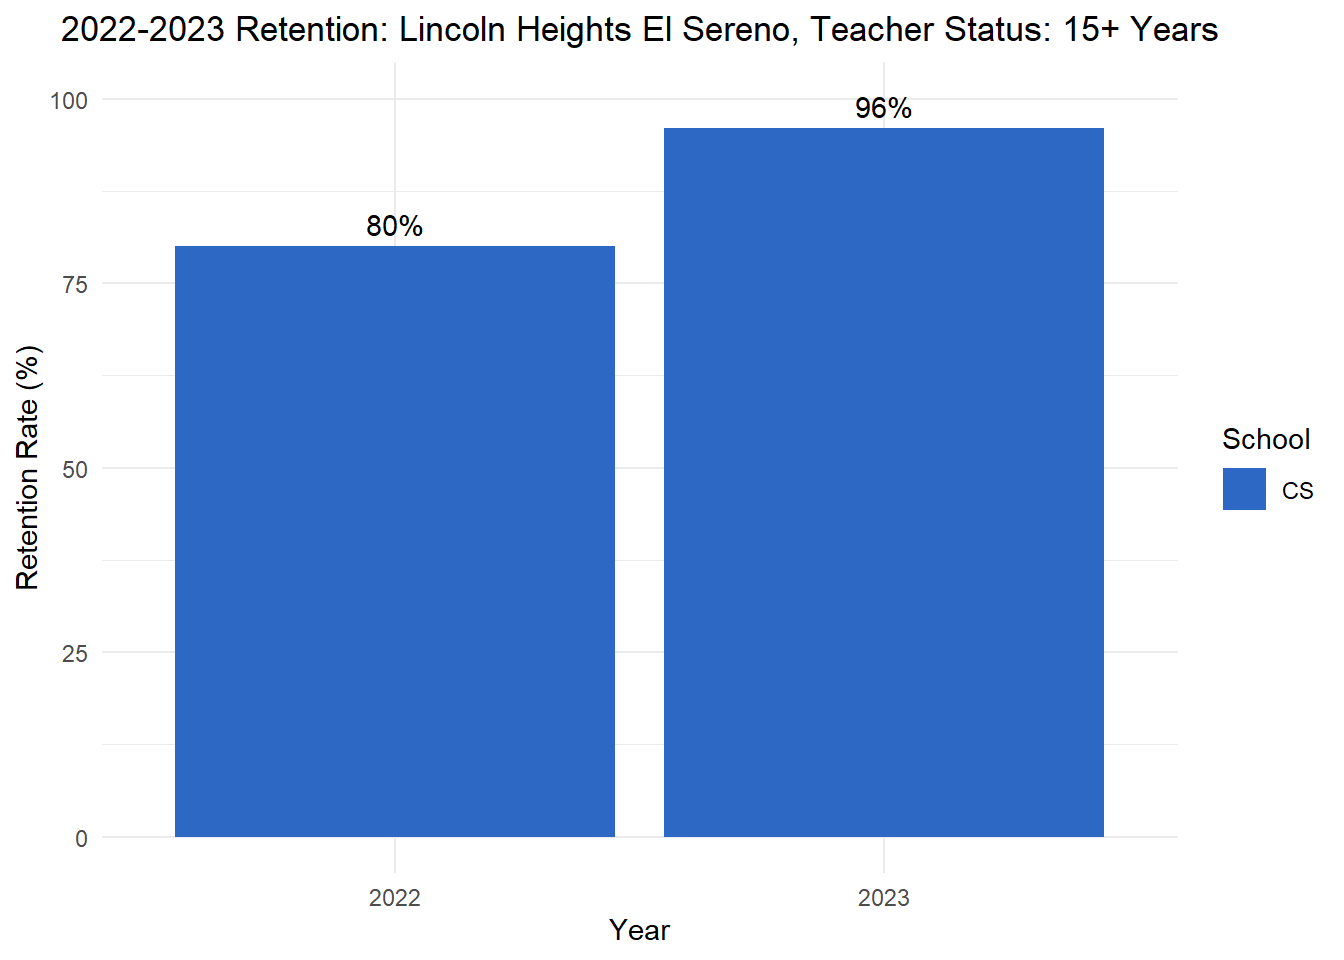 2022-2023 Retention: Lincoln Heights El Sereno, Teacher Status: 15+ Years
100
96%
80%
75
50
25
0
Retention Rate (%)
2022
2023
Year
School
CS